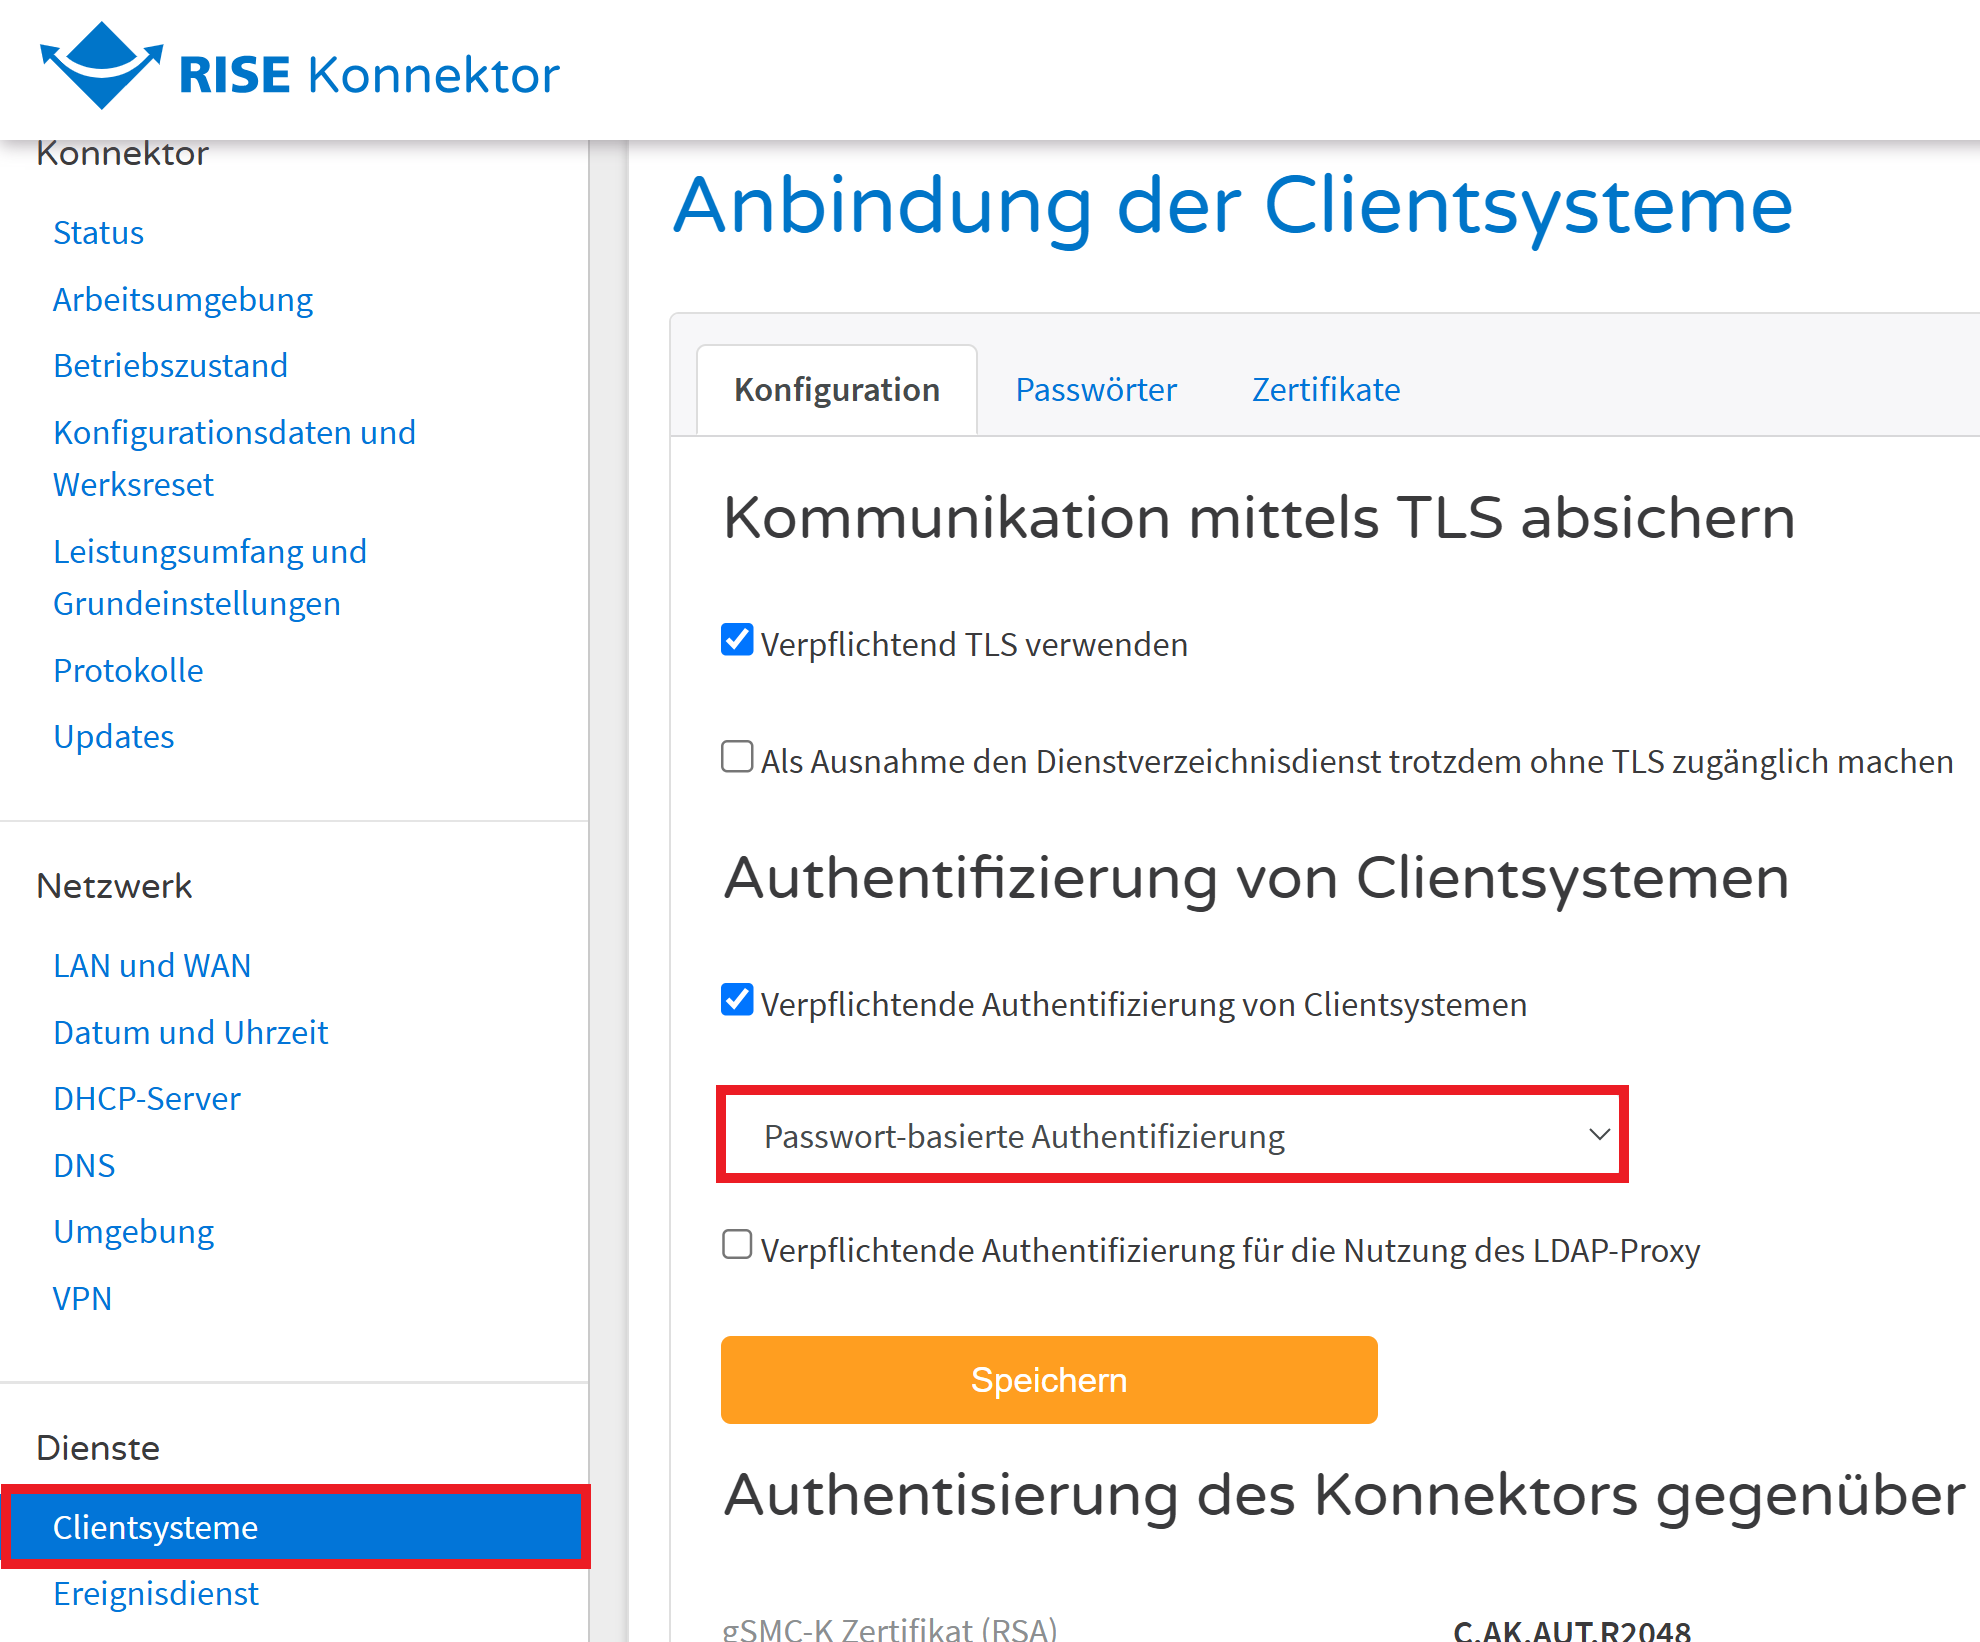 RISE Konnektor
Konnektor
Status
Arbeitsumgebung
Betriebszustand
Konfigurationsdaten und
Werksreset
Leistungsumfang und
Grundeinstellungen
Protokolle
Updates
Netzwerk
LAN und WAN
Datum und Uhrzeit
DHCP-Server
DNS
Umgebung
VPN
Dienste
Clientsysteme
Ereignisdienst
Anbindung der Clientsysteme
Konfiguration
Passwörter
Zertifikate
Kommunikation mittels TLS absichern
Verpflichtend TLS verwenden
Als Ausnahme den Dienstverzeichnisdienst trotzdem ohne TLS zugänglich machen
Authentifizierung von Clientsystemen
Verpflichtende Authentifizierung von Clientsystemen
Passwort-basierte Authentifizierung
Verpflichtende Authentifizierung für die Nutzung des LDAP-Proxy
Speichern
Authentisierung des Konnektors gegenüber
gSMC-K Zertifikat (RSA)
C.AK.AUT.R2048